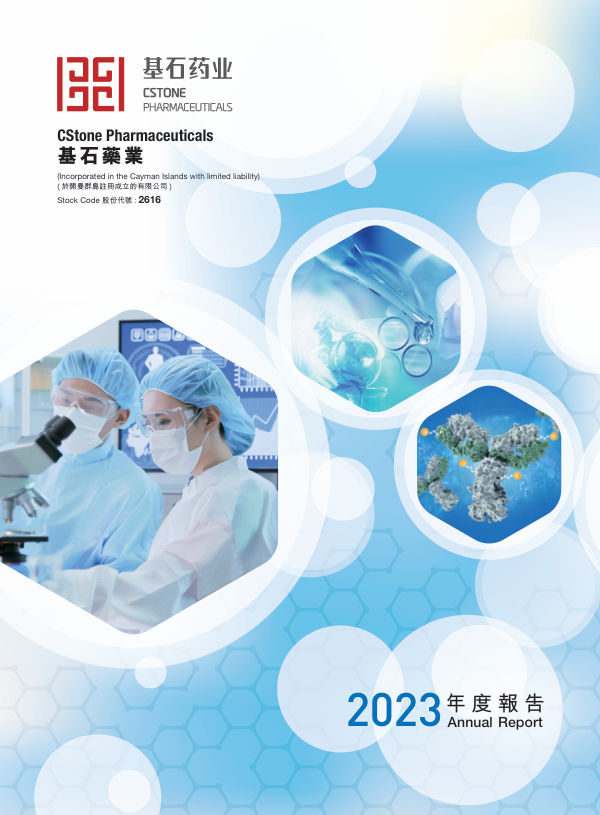 基石药业
CSTONE
PHARMACEUTICALS
CStone Pharmaceuticals
基石藥業
(Incorporated in the Cayman Islands with limited liability)
(於開曼群島註冊成立的有限公司)
Stock Code 股份代號 : 2616
2023 年度報告
Annual Report